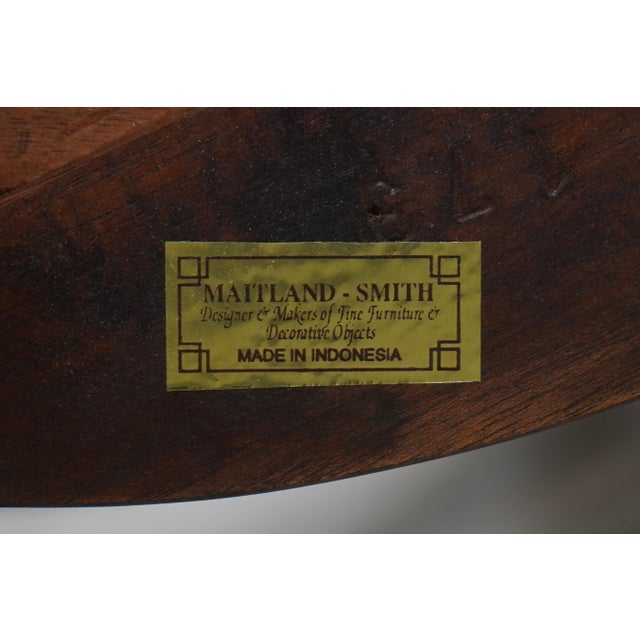 MAITLAND - SMITH
Designer & Makers of Fine Furniture &
Decorative Objects
MADE IN INDONESIA